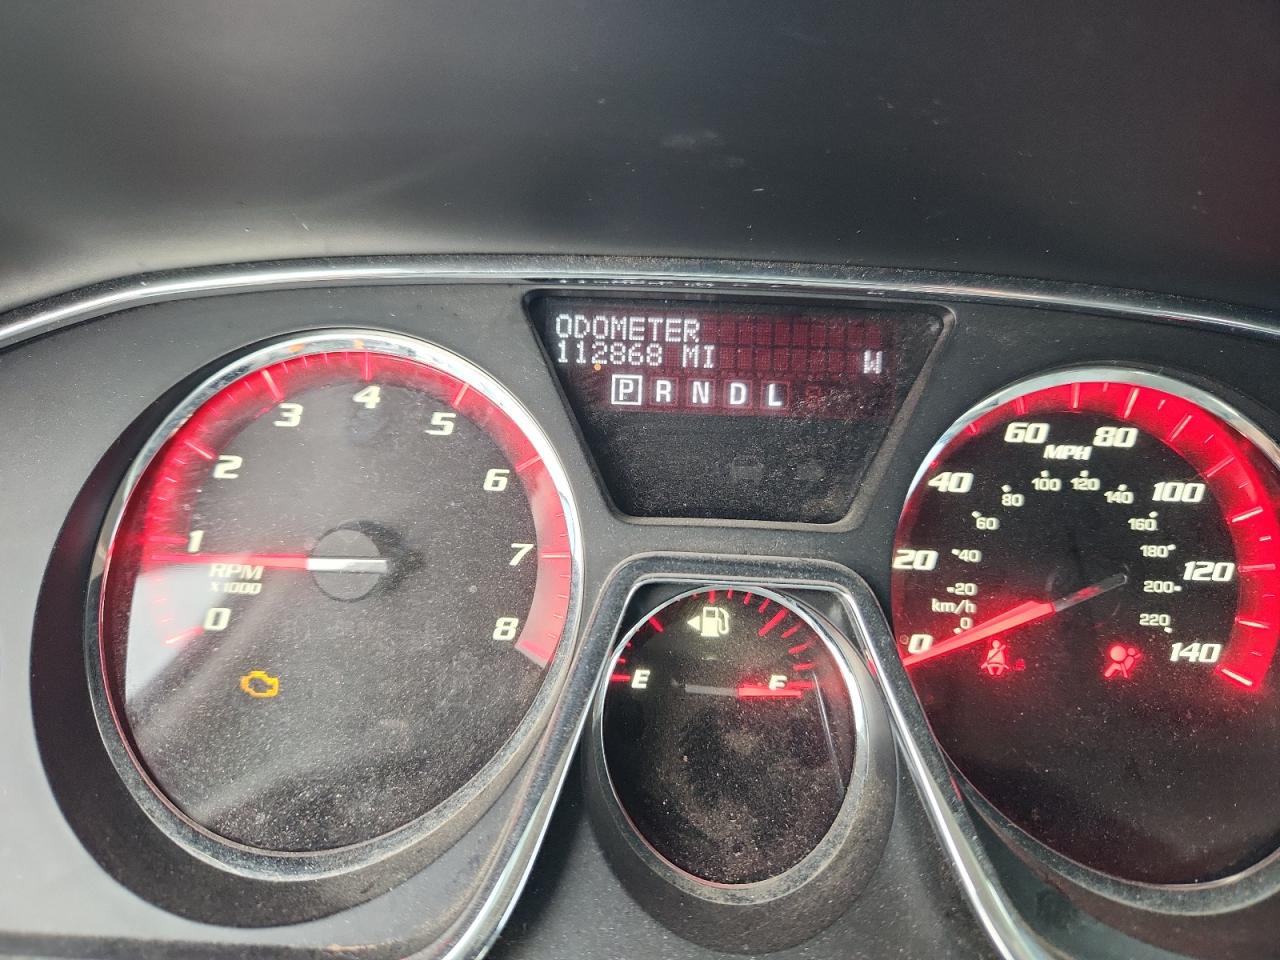 ODOMETER
112868 MI W
P R N D L
0 1 2 3 4 5 6 7 8
RPM
X1000
E F
0 20 40 60 80 100 120 140
MPH
0 20 40 60 80 100 120 140 160 180 200 220
km/h